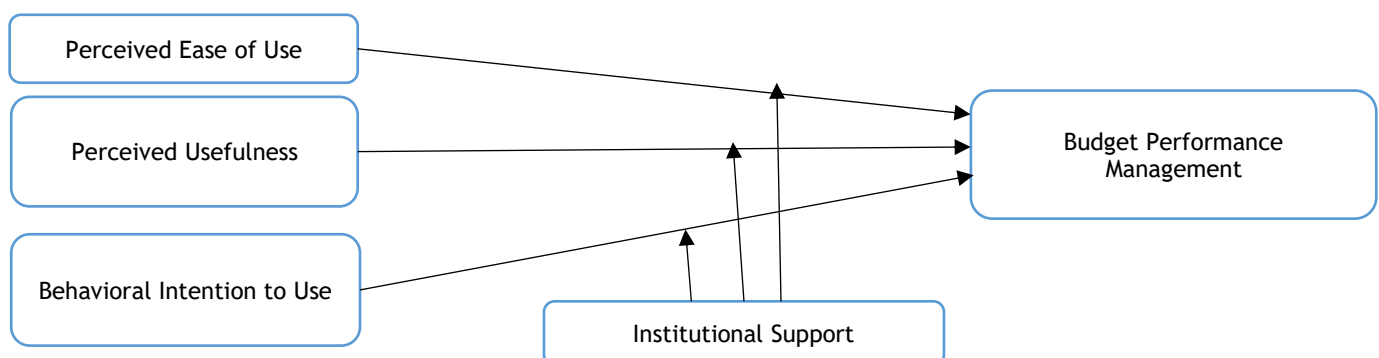 Perceived Ease of Use
Perceived Usefulness
Budget Performance
Management
Behavioral Intention to Use
Institutional Support